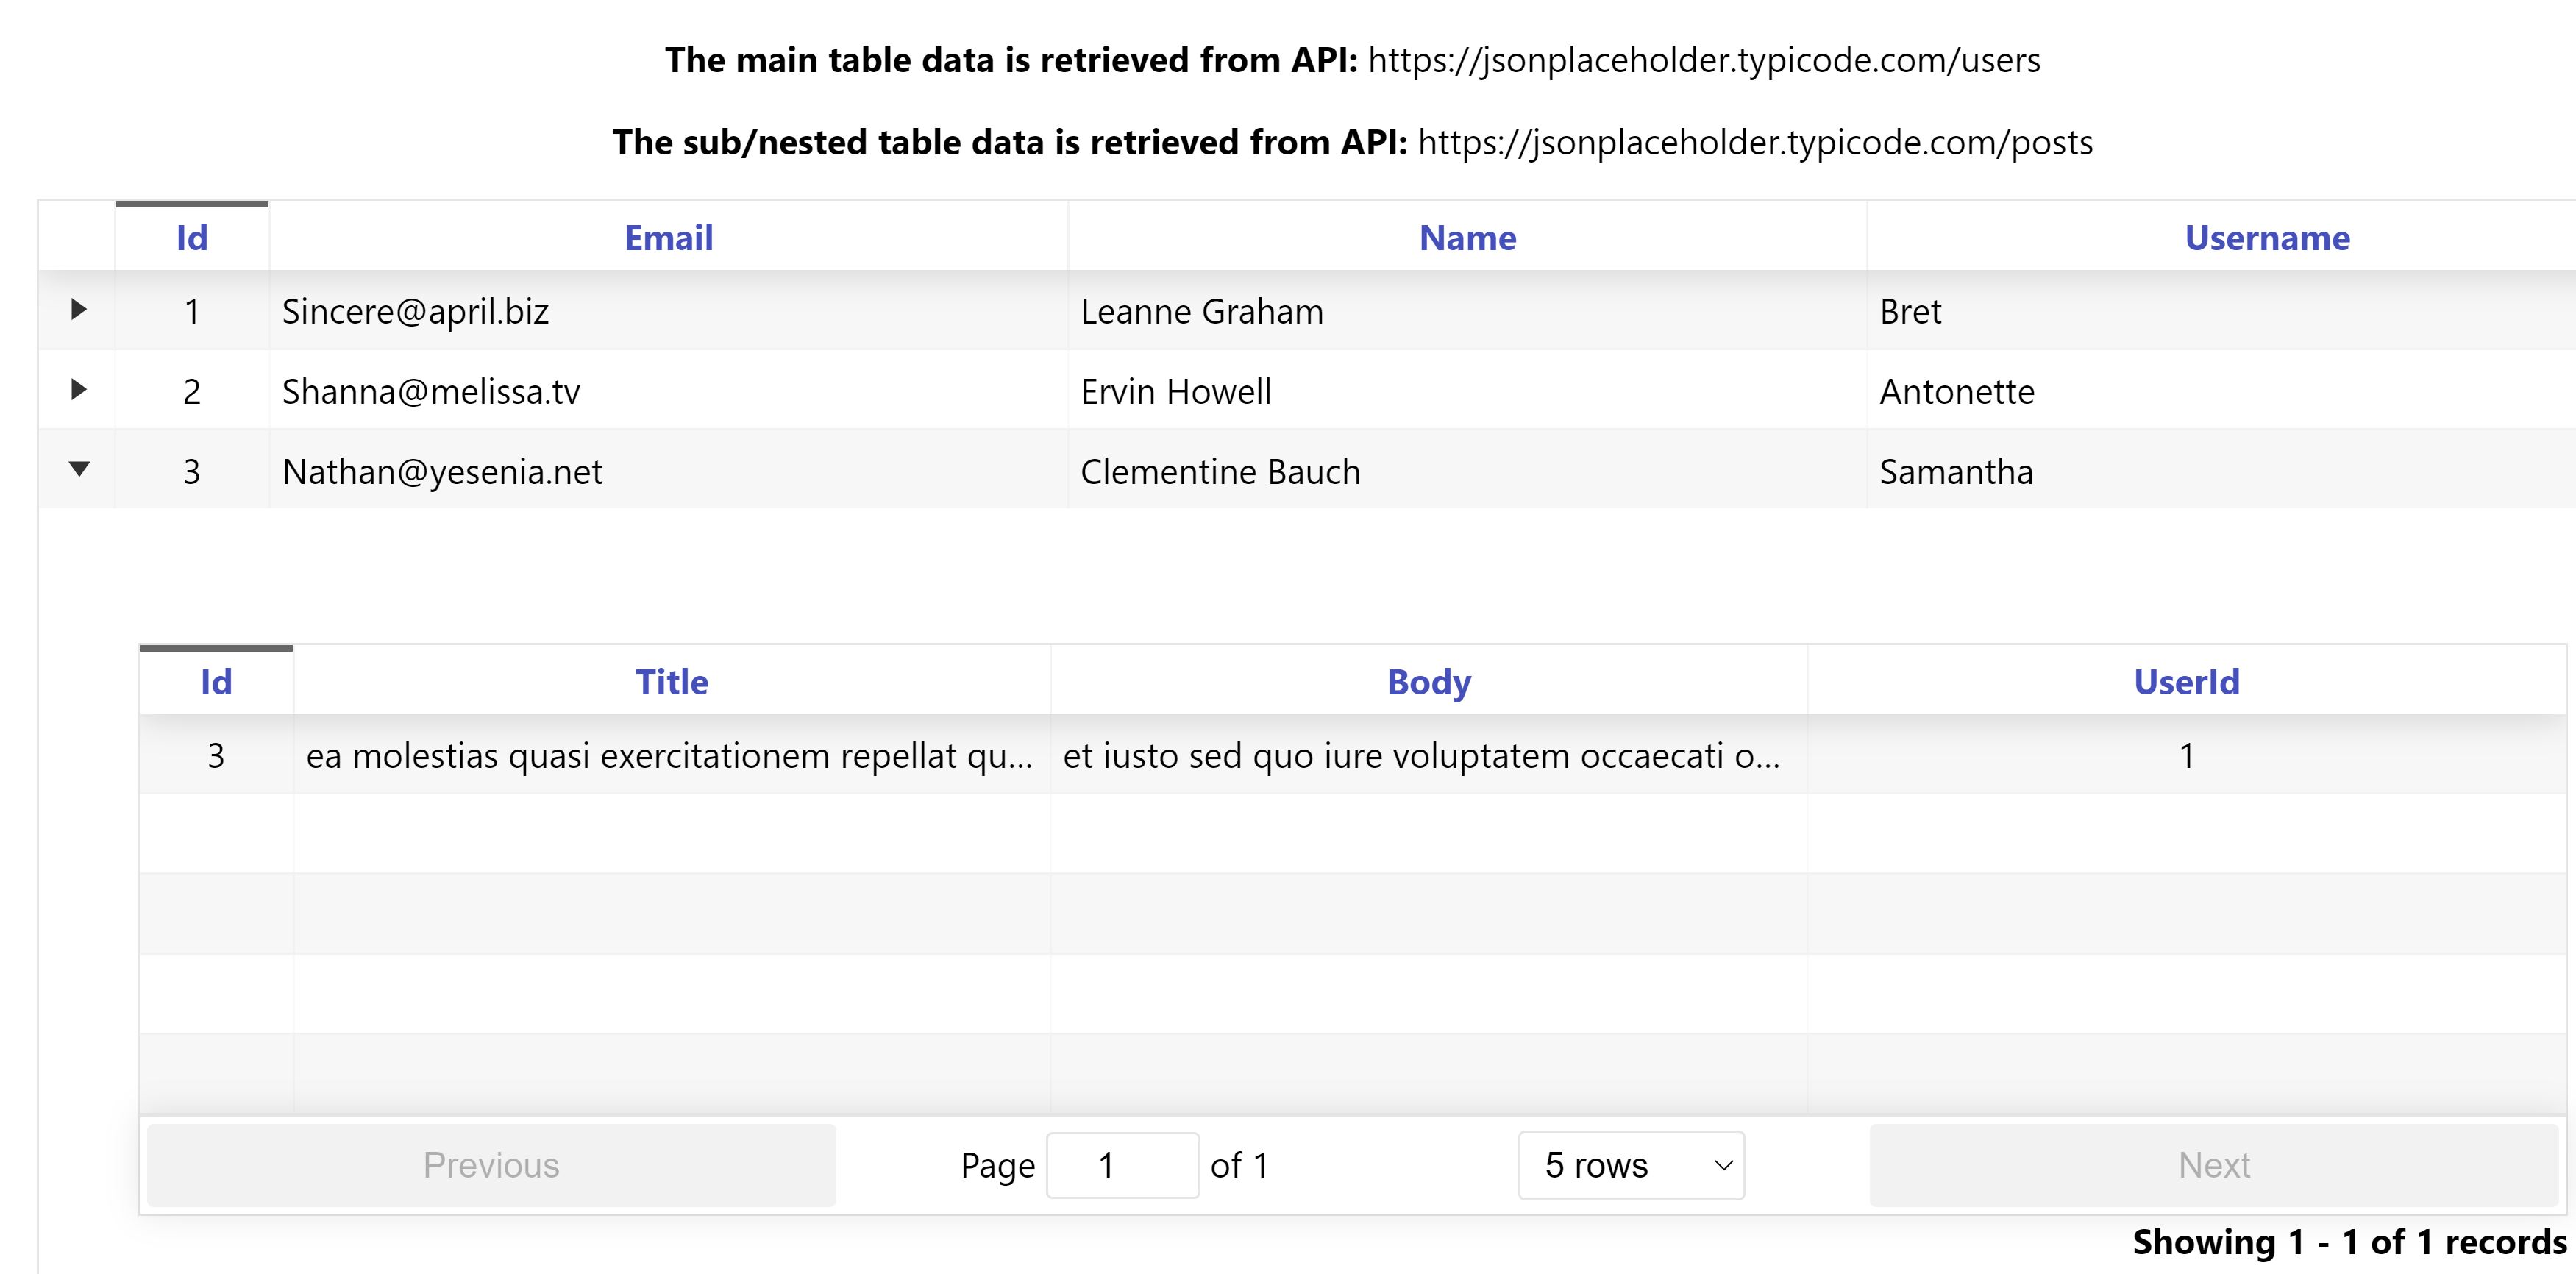 The main table data is retrieved from API: https://jsonplaceholder.typicode.com/users
The sub/nested table data is retrieved from API: https://jsonplaceholder.typicode.com/posts
Id Email Name Username
1 Sincere@april.biz Leanne Graham Bret
2 Shanna@melissa.tv Ervin Howell Antonette
3 Nathan@yesenia.net Clementine Bauch Samantha
Id Title Body UserId
3 ea molestias quasi exercitationem repellat qu... et iusto sed quo iure voluptatem occaecati o... 1
Previous Page 1 of 1 5 rows Next
Showing 1 - 1 of 1 records